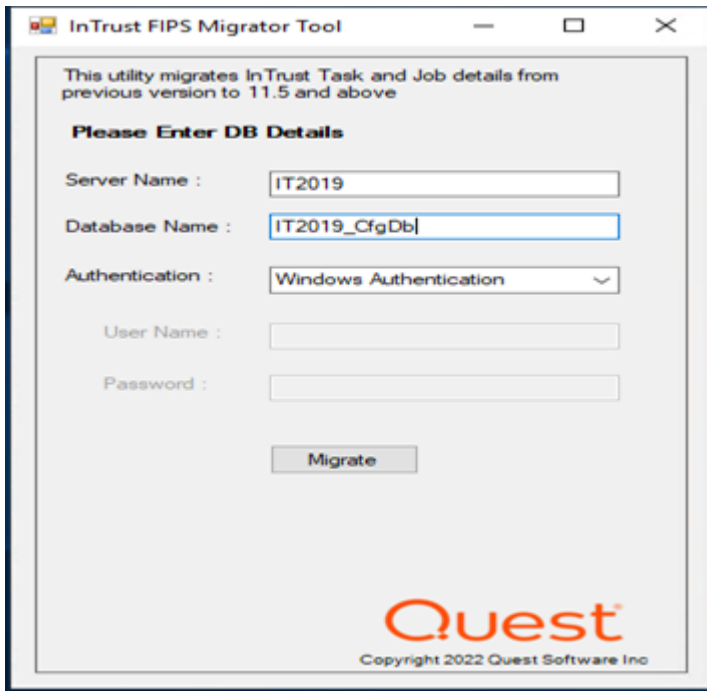 InTrust FIPS Migrator Tool
This utility migrates InTrust Task and Job details from
previous version to 11.5 and above
Please Enter DB Details
Server Name :
IT2019
Database Name :
IT2019_CfgDb
Authentication :
Windows Authentication
User Name :
Password :
Migrate
Quest
Copyright 2022 Quest Software Inc